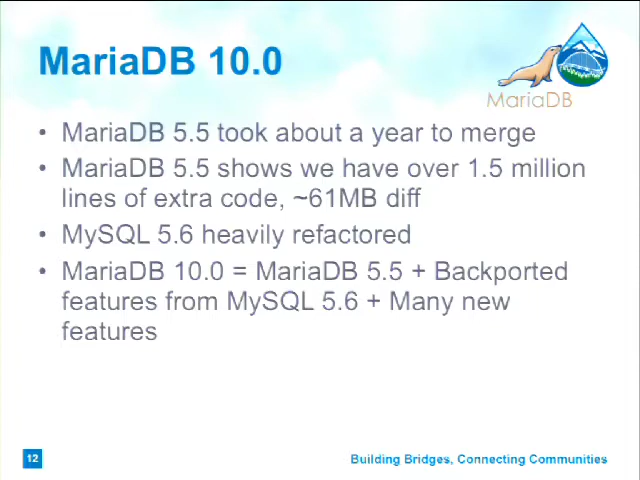 MariaDB 10.0
MariaDB
• MariaDB 5.5 took about a year to merge
• MariaDB 5.5 shows we have over 1.5 million
lines of extra code, ~61MB diff
• MySQL 5.6 heavily refactored
• MariaDB 10.0 = MariaDB 5.5 + Backported
features from MySQL 5.6 + Many new
features
12
Building Bridges, Connecting Communities